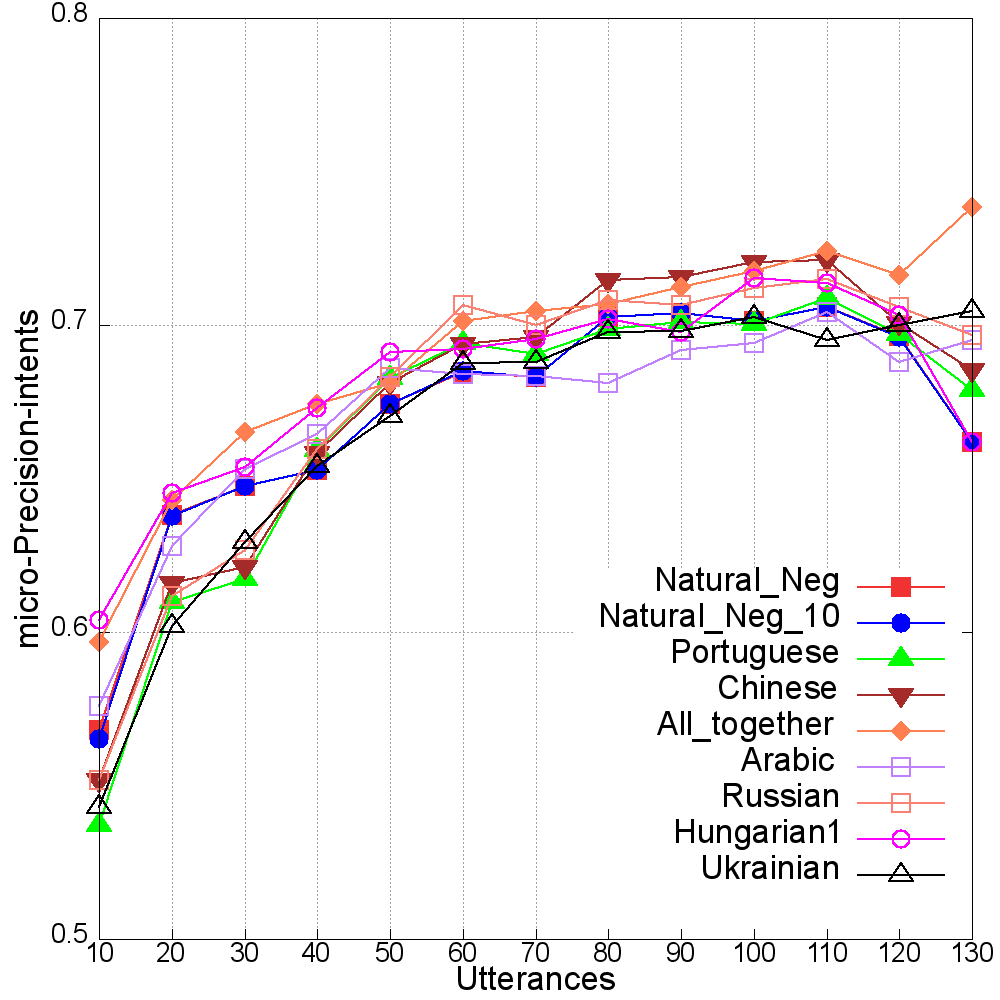 0.8
0.7
0.6
0.5
micro-Precision-intents
Natural_Neg
Natural_Neg_10
Portuguese
Chinese
All_together
Arabic
Russian
Hungarian1
Ukrainian
10 20 30 40 50 60 70 80 90 100 110 120 130
Utterances